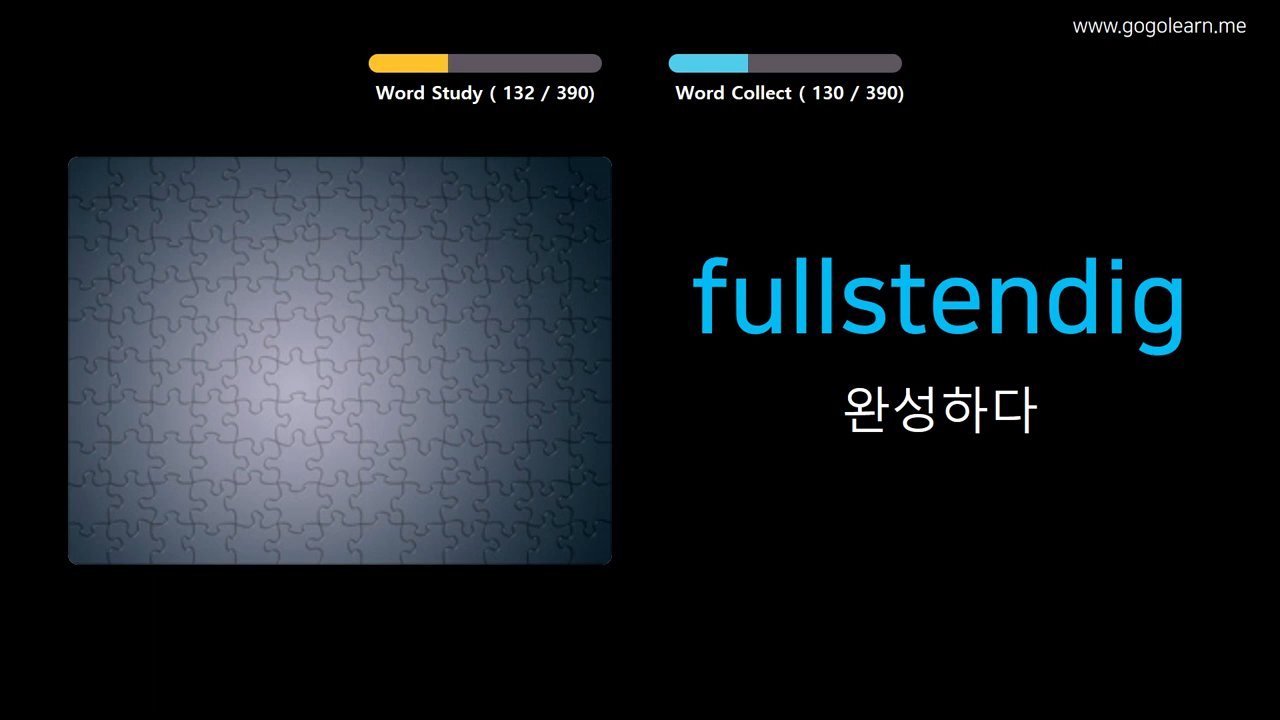 www.gogolearn.me
Word Study ( 132 / 390)
Word Collect ( 130 / 390)
fullstendig
완성하다